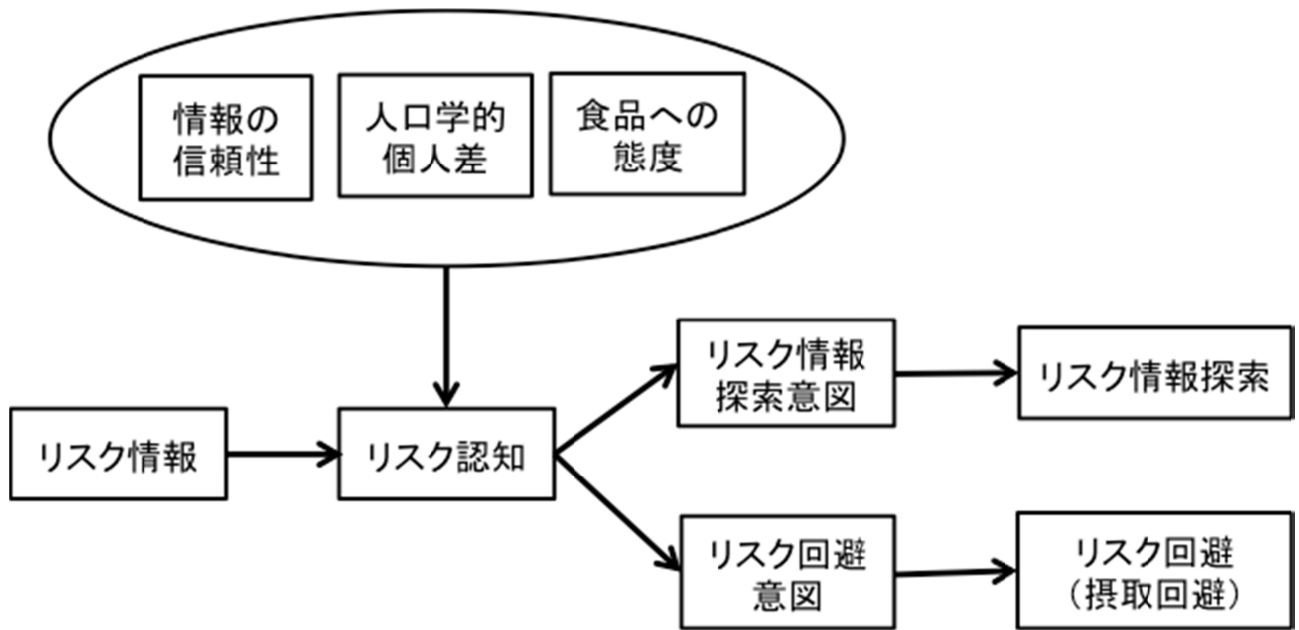 情報の
信頼性
人口学的
個人差
食品への
態度
リスク情報
リスク認知
リスク情報
探索意図
リスク情報探索
リスク回避
意図
リスク回避
（摂取回避）